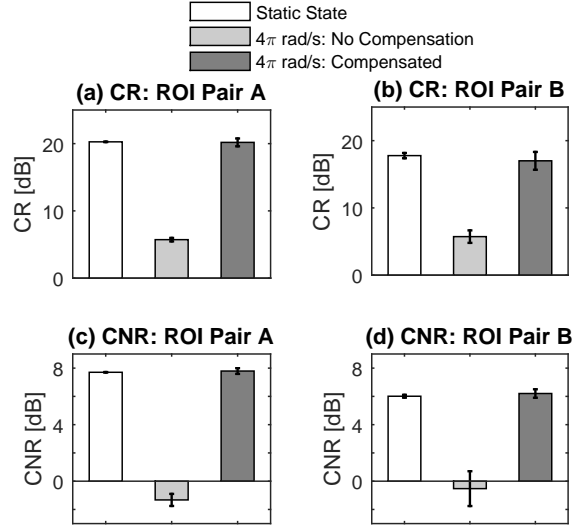 Static State
4π rad/s: No Compensation
4π rad/s: Compensated
(a) CR: ROI Pair A
CR [dB]
20
10
0
(b) CR: ROI Pair B
CR [dB]
20
10
0
(c) CNR: ROI Pair A
CNR [dB]
8
4
0
(d) CNR: ROI Pair B
CNR [dB]
8
4
0